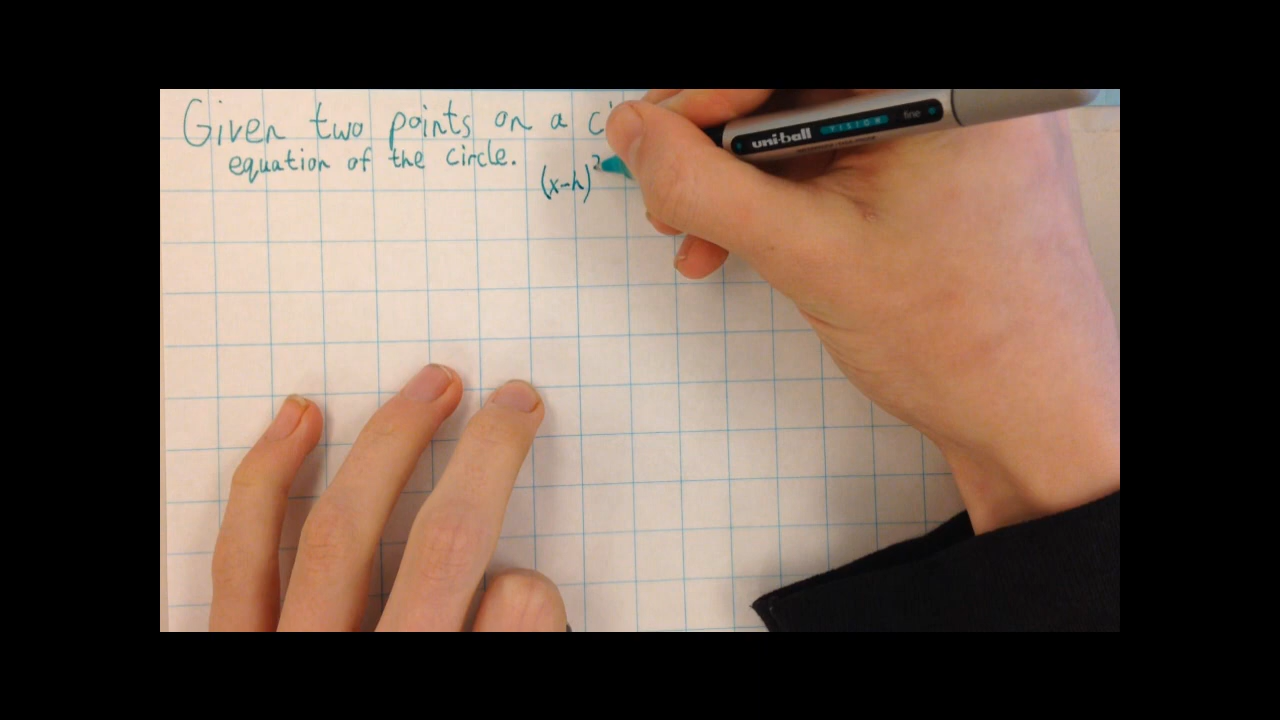 Given two points on a
equation of the circle.
(x-h)²
uni-ball VISION fine